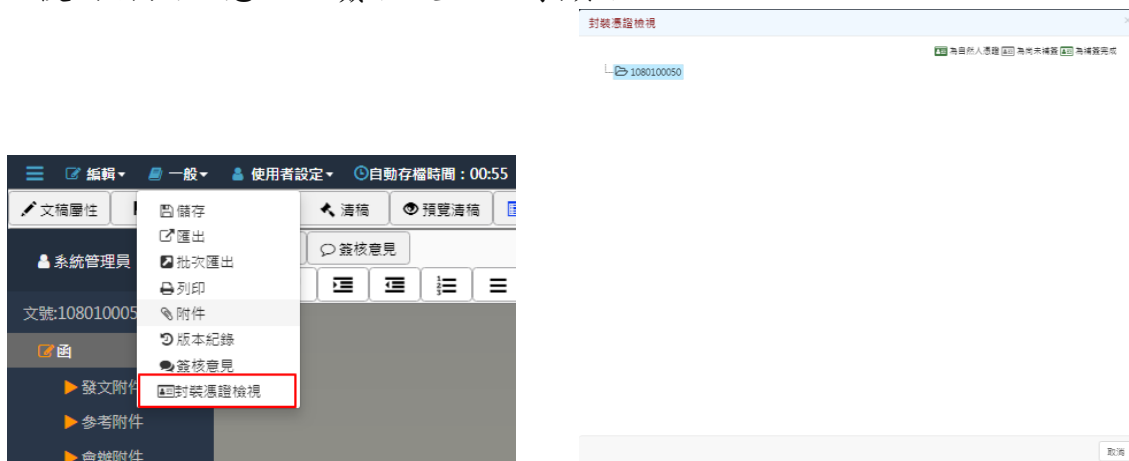 封裝憑證檢視
為自然人憑證 為尚未補簽 為補簽完成
1080100050
取消
編輯 一般 使用者設定 自動存檔時間：00:55
文稿屬性 清稿 預覽清稿
系統管理員 簽核意見
文號:108010005
函
發文附件
參考附件
會辦附件
儲存
匯出
批次匯出
列印
附件
版本紀錄
簽核意見
封裝憑證檢視